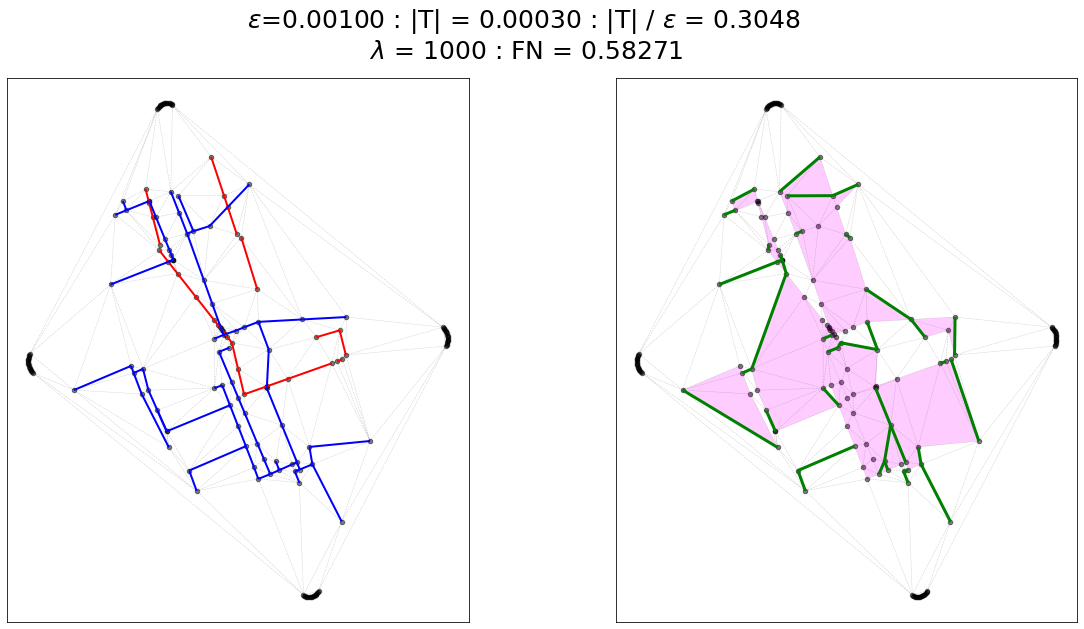 ε=0.00100 : |T| = 0.00030 : |T| / ε = 0.3048
λ = 1000 : FN = 0.58271